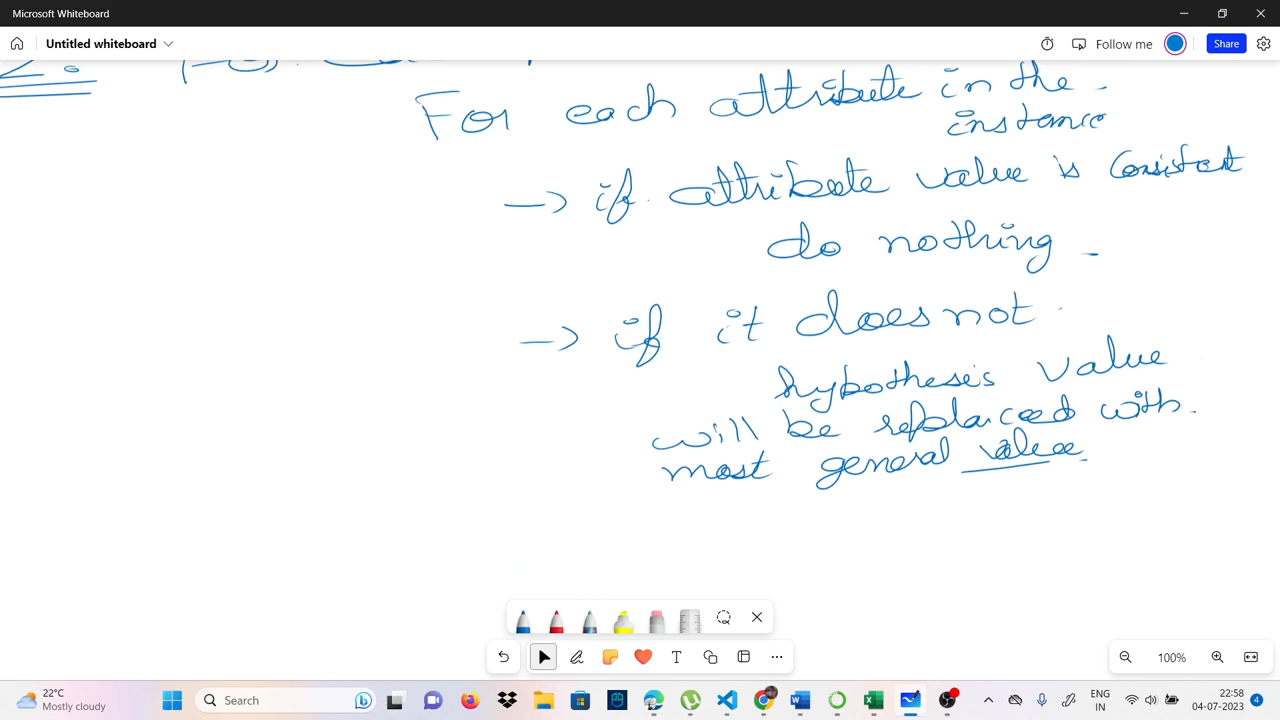 Microsoft Whiteboard
Untitled whiteboard
Follow me
Share
2.
For each attribute in the
instance
→ if attribute value is Consistent
do nothing
→ if it does not
hypothesis value
will be replaced with
most general value
100%
22°C
Mostly cloudy
Search
ENG
IN
22:58
04-07-2023
4